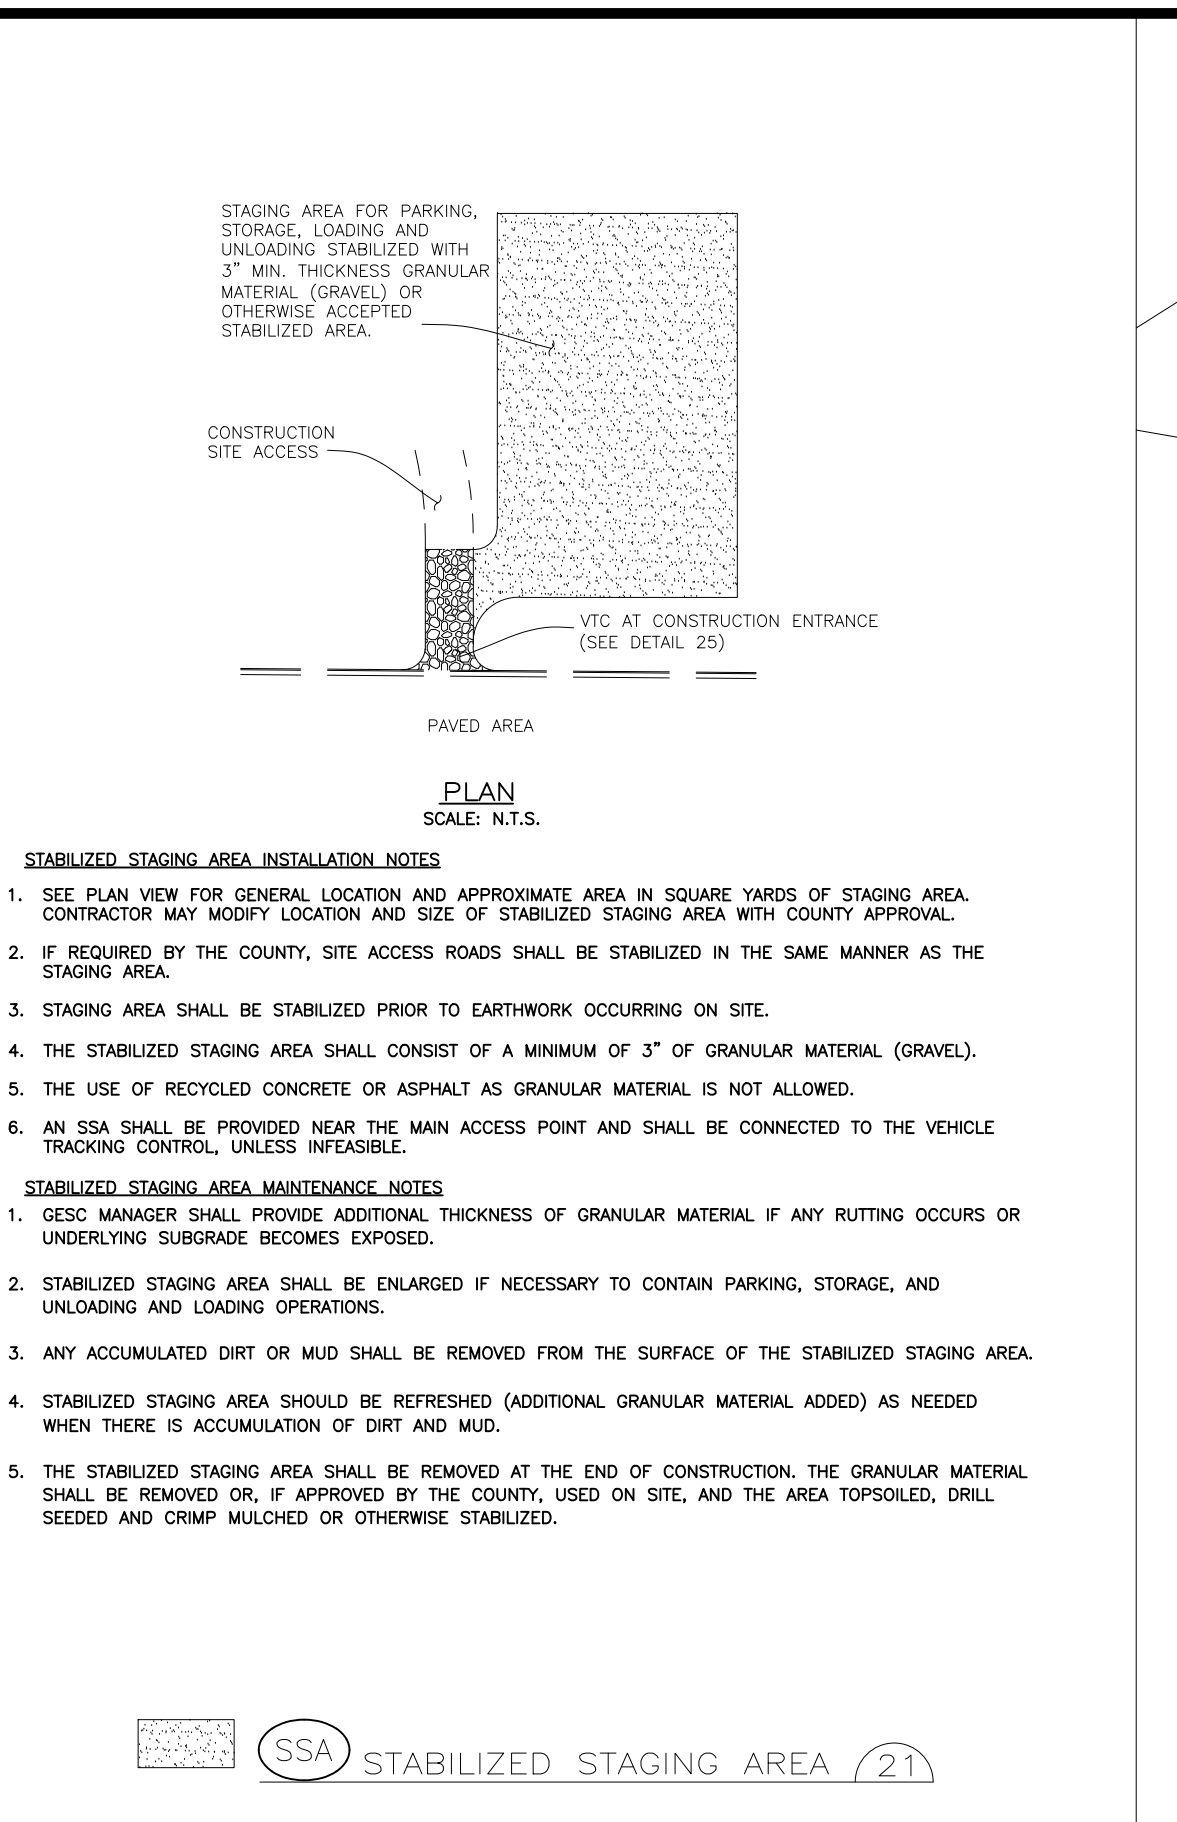 STAGING AREA FOR PARKING,
STORAGE, LOADING AND
UNLOADING STABILIZED WITH
3" MIN. THICKNESS GRANULAR
MATERIAL (GRAVEL) OR
OTHERWISE ACCEPTED
STABILIZED AREA.
CONSTRUCTION
SITE ACCESS
VTC AT CONSTRUCTION ENTRANCE
(SEE DETAIL 25)
PAVED AREA
PLAN
SCALE: N.T.S.
STABILIZED STAGING AREA INSTALLATION NOTES
1. SEE PLAN VIEW FOR GENERAL LOCATION AND APPROXIMATE AREA IN SQUARE YARDS OF STAGING AREA.
CONTRACTOR MAY MODIFY LOCATION AND SIZE OF STABILIZED STAGING AREA WITH COUNTY APPROVAL.
2. IF REQUIRED BY THE COUNTY, SITE ACCESS ROADS SHALL BE STABILIZED IN THE SAME MANNER AS THE
STAGING AREA.
3. STAGING AREA SHALL BE STABILIZED PRIOR TO EARTHWORK OCCURRING ON SITE.
4. THE STABILIZED STAGING AREA SHALL CONSIST OF A MINIMUM OF 3" OF GRANULAR MATERIAL (GRAVEL).
5. THE USE OF RECYCLED CONCRETE OR ASPHALT AS GRANULAR MATERIAL IS NOT ALLOWED.
6. AN SSA SHALL BE PROVIDED NEAR THE MAIN ACCESS POINT AND SHALL BE CONNECTED TO THE VEHICLE
TRACKING CONTROL, UNLESS INFEASIBLE.
STABILIZED STAGING AREA MAINTENANCE NOTES
1. GESC MANAGER SHALL PROVIDE ADDITIONAL THICKNESS OF GRANULAR MATERIAL IF ANY RUTTING OCCURS OR
UNDERLYING SUBGRADE BECOMES EXPOSED.
2. STABILIZED STAGING AREA SHALL BE ENLARGED IF NECESSARY TO CONTAIN PARKING, STORAGE, AND
UNLOADING AND LOADING OPERATIONS.
3. ANY ACCUMULATED DIRT OR MUD SHALL BE REMOVED FROM THE SURFACE OF THE STABILIZED STAGING AREA.
4. STABILIZED STAGING AREA SHOULD BE REFRESHED (ADDITIONAL GRANULAR MATERIAL ADDED) AS NEEDED
WHEN THERE IS ACCUMULATION OF DIRT AND MUD.
5. THE STABILIZED STAGING AREA SHALL BE REMOVED AT THE END OF CONSTRUCTION. THE GRANULAR MATERIAL
SHALL BE REMOVED OR, IF APPROVED BY THE COUNTY, USED ON SITE, AND THE AREA TOPSOILED, DRILL
SEEDED AND CRIMP MULCHED OR OTHERWISE STABILIZED.
SSA STABILIZED STAGING AREA 21